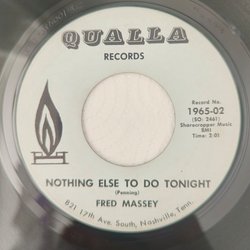 QUALLA
RECORDS
Record No.
1965-02
(SO. 2461)
Sharecropper Music
BMI
Time: 2:01
NOTHING ELSE TO DO TONIGHT
(Penning)
FRED MASSEY
821 17th Ave. South, Nashville, Tenn.